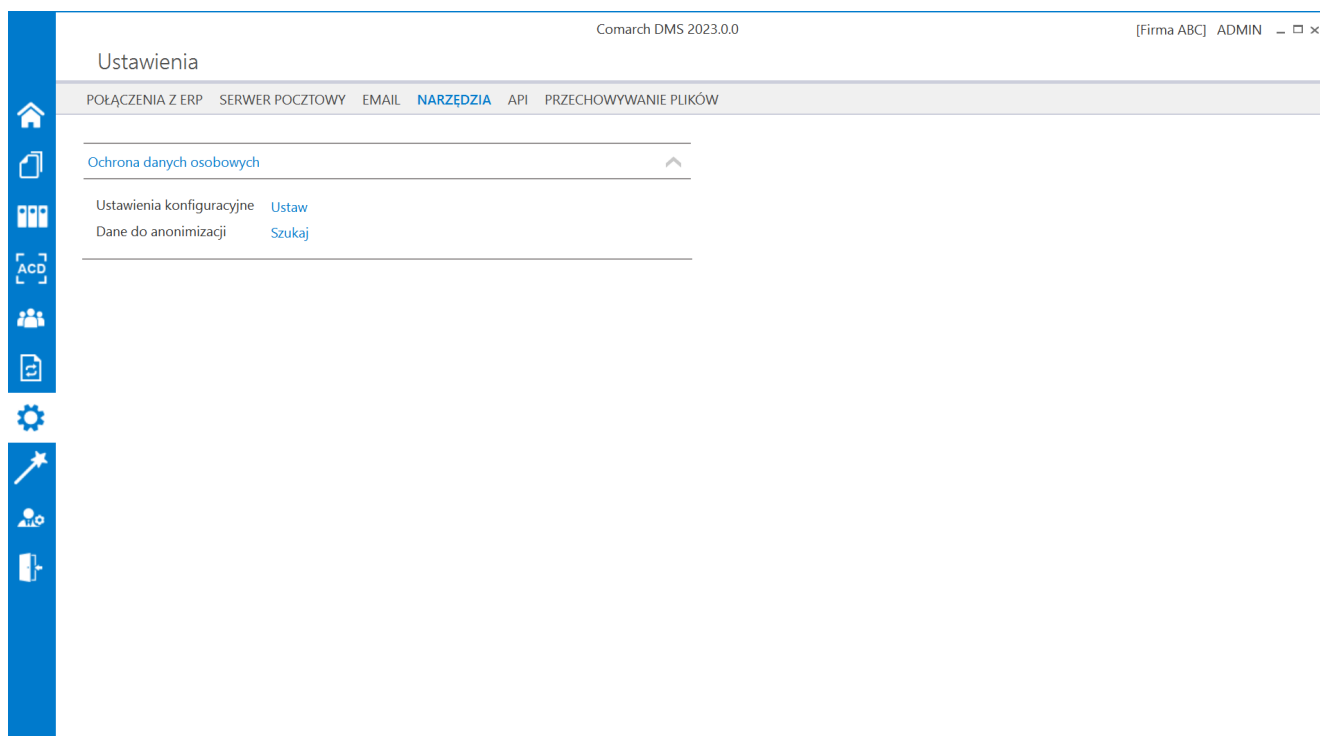 Comarch DMS 2023.0.0
[Firma ABC] ADMIN
Ustawienia
POŁĄCZENIA Z ERP SERWER POCZTOWY EMAIL NARZĘDZIA API PRZECHOWYWANIE PLIKÓW
Ochrona danych osobowych
Ustawienia konfiguracyjne Ustaw
Dane do anonimizacji Szukaj
ACD